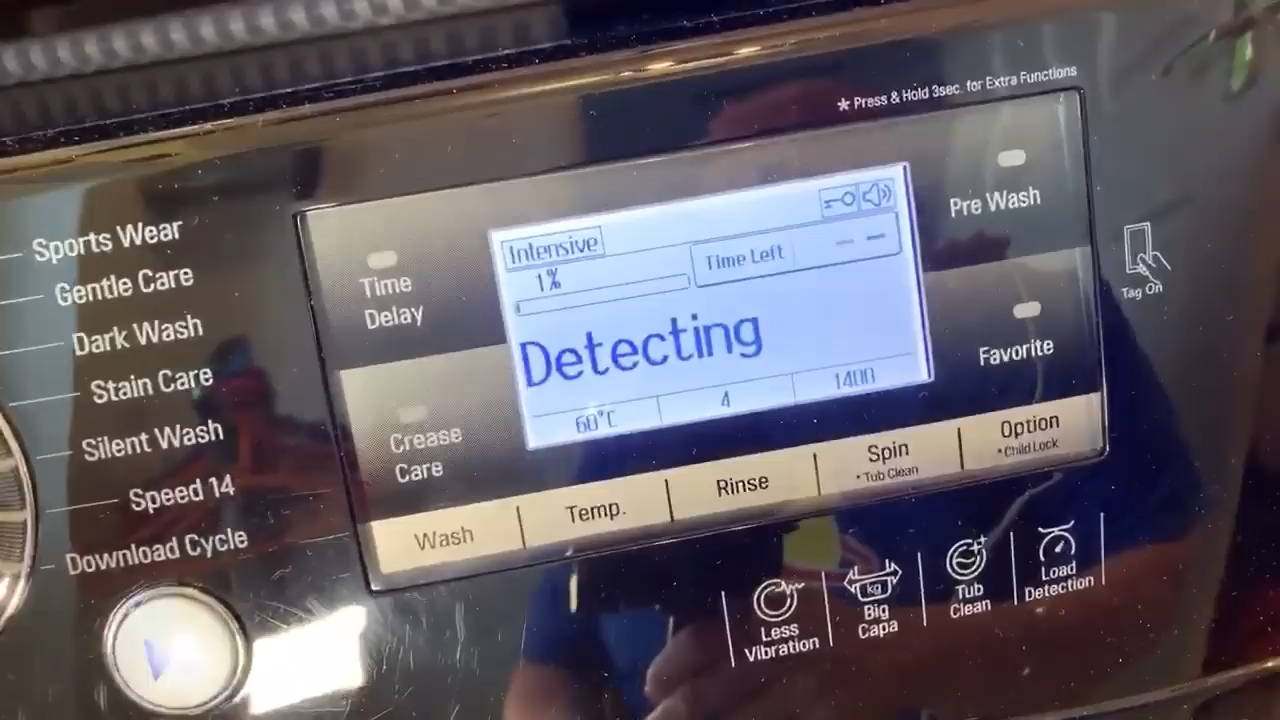 * Press & Hold 3sec. for Extra Functions
Sports Wear
Gentle Care
Dark Wash
Stain Care
Silent Wash
Speed 14
Download Cycle
Time
Delay
Crease
Care
Intensive
1%
Time Left -- --
Detecting
60°C 4 1400
Pre Wash
Favorite
Tag On
Wash
Temp.
Rinse
Spin
*Tub Clean
Option
*Child Lock
Less
Vibration
kg
Big
Capa
Tub
Clean
Load
Detection